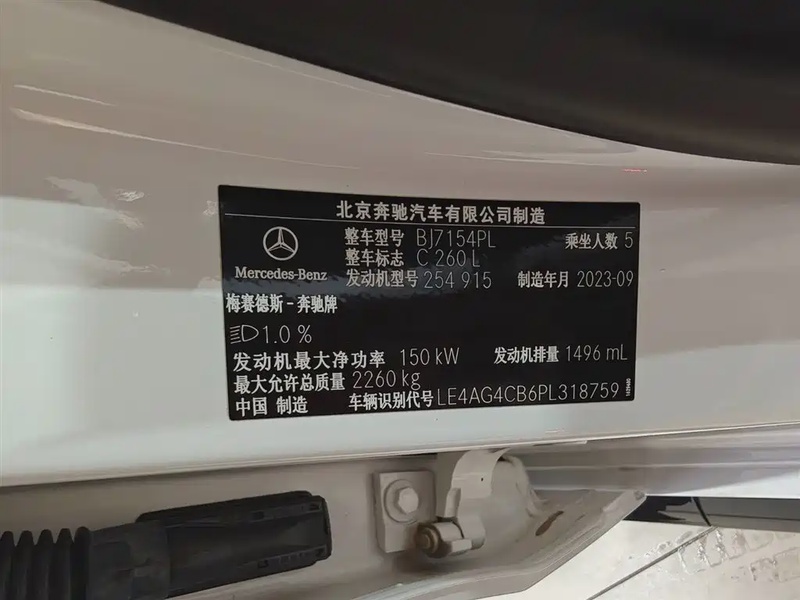 北京奔驰汽车有限公司制造
整车型号 BJ7154PL 乘坐人数 5
整车标志 C 260 L
Mercedes-Benz 发动机型号 254 915 制造年月 2023-09
梅赛德斯-奔驰牌
1.0 %
发动机最大净功率 150 kW 发动机排量 1496 mL
最大允许总质量 2260 kg
中国 制造 车辆识别代号 LE4AG4CB6PL318759